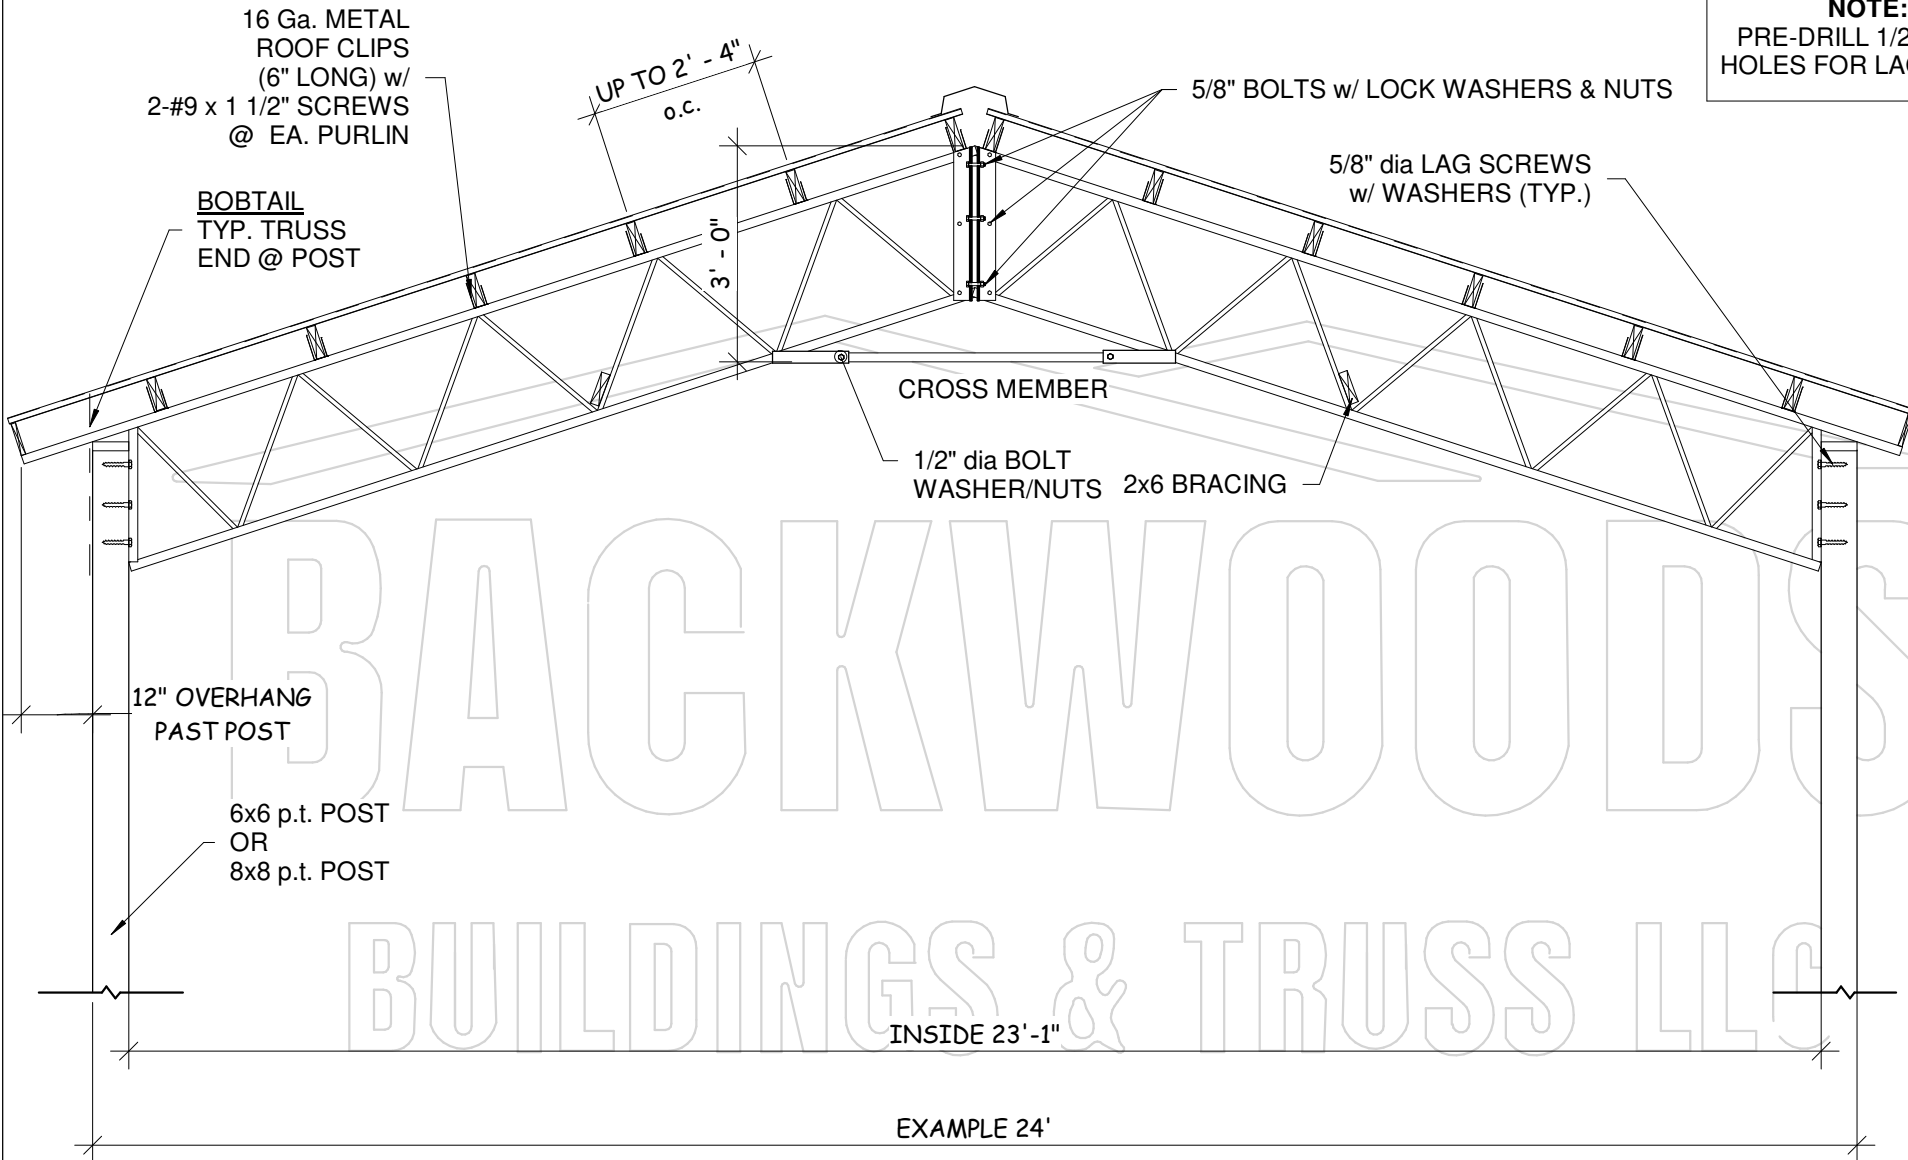 16 Ga. METAL
ROOF CLIPS
(6" LONG) w/
2-#9 x 1 1/2" SCREWS
@ EA. PURLIN
UP TO 2' - 4"
o.c.
5/8" BOLTS w/ LOCK WASHERS & NUTS
NOTE:
PRE-DRILL 1/2
HOLES FOR LA
5/8" dia LAG SCREWS
w/ WASHERS (TYP.)
BOBTAIL
TYP. TRUSS
END @ POST
3' - 0"
CROSS MEMBER
1/2" dia BOLT
WASHER/NUTS
2x6 BRACING
BACKWOODS
12" OVERHANG
PAST POST
6x6 p.t. POST
OR
8x8 p.t. POST
BUILDINGS & TRUSS LLC
INSIDE 23'-1"
EXAMPLE 24'